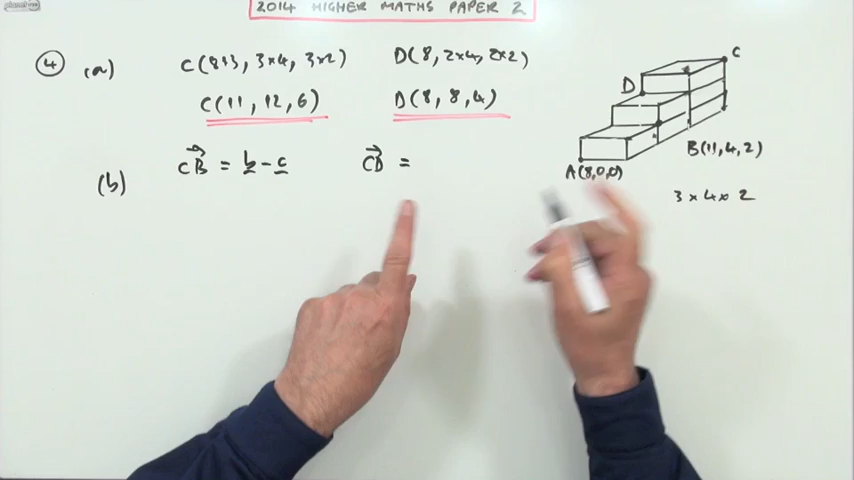 2014 HIGHER MATHS PAPER 2
4 (a) C(8+3, 3×4, 3×2) D(8, 2×4, 2×2)
C(11, 12, 6) D(8, 8, 4)
C
D
B(11, 4, 2)
A(8,0,0)
3×4×2
(b) CB→ = b - c CD→ =